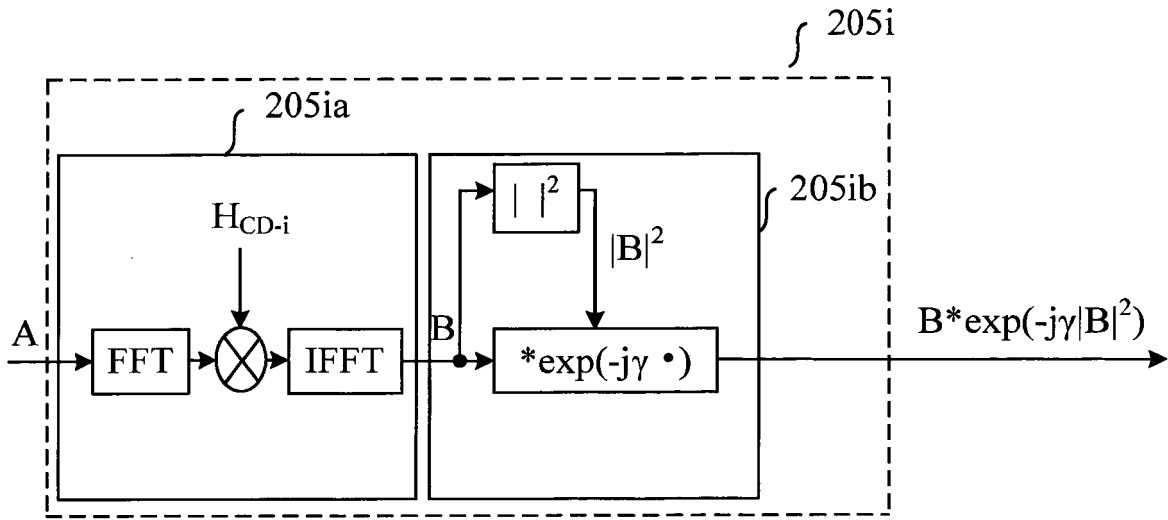 205i
205ia
| |²
205ib
H_CD-i
|B|²
A
FFT
IFFT
B
*exp(-jγ •)
B*exp(-jγ|B|²)